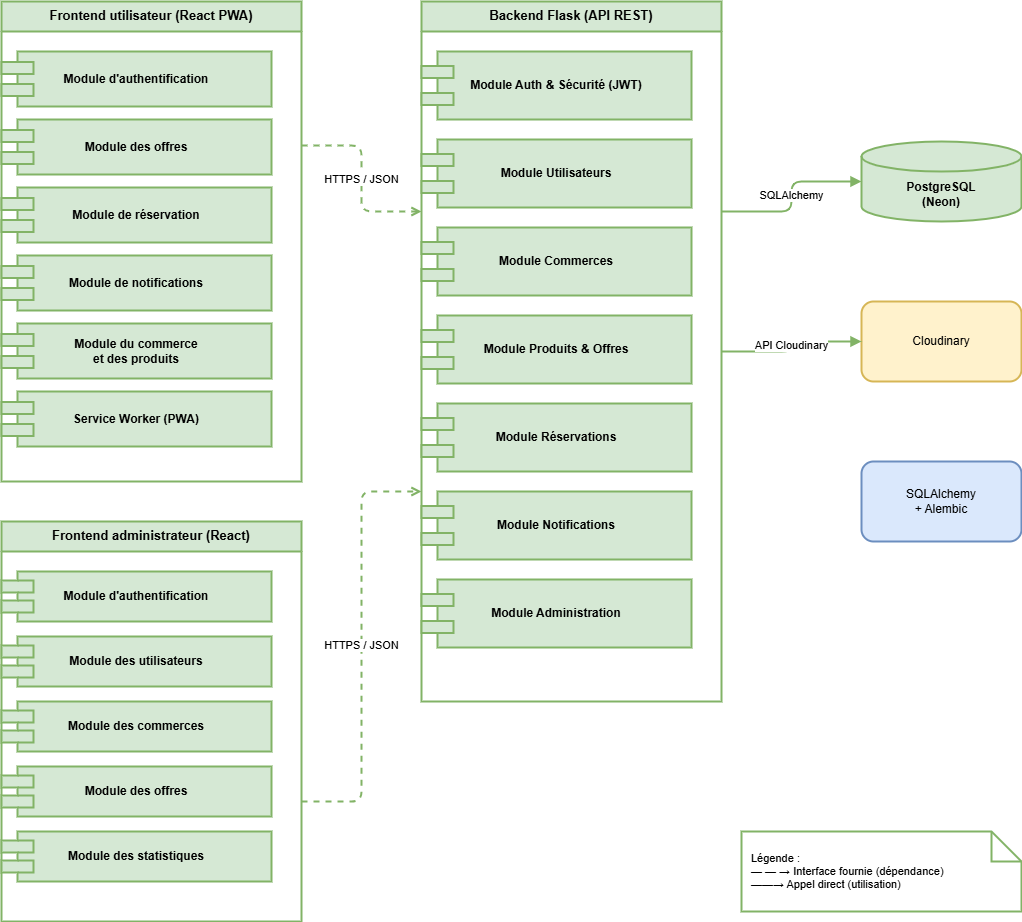 Frontend utilisateur (React PWA)
Module d'authentification
Module des offres
Module de réservation
Module de notifications
Module du commerce
et des produits
Service Worker (PWA)
Frontend administrateur (React)
Module d'authentification
Module des utilisateurs
Module des commerces
Module des offres
Module des statistiques
HTTPS / JSON
HTTPS / JSON
Backend Flask (API REST)
Module Auth & Sécurité (JWT)
Module Utilisateurs
Module Commerces
Module Produits & Offres
Module Réservations
Module Notifications
Module Administration
SQLAlchemy
API Cloudinary
PostgreSQL
(Neon)
Cloudinary
SQLAlchemy
+ Alembic
Légende :
— — → Interface fournie (dépendance)
———→ Appel direct (utilisation)